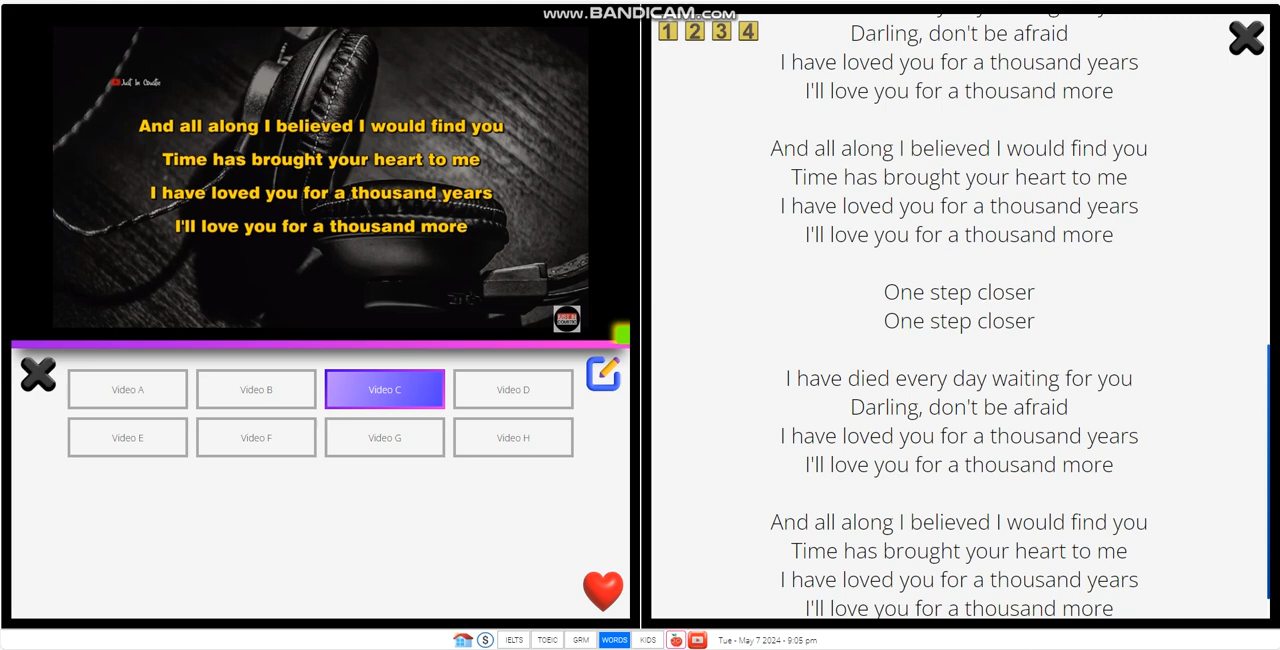 www.BANDICAM.com
Just In Coustic
And all along I believed I would find you
Time has brought your heart to me
I have loved you for a thousand years
I'll love you for a thousand more
Video A
Video B
Video C
Video D
Video E
Video F
Video G
Video H
1 2 3 4
Darling, don't be afraid
I have loved you for a thousand years
I'll love you for a thousand more
And all along I believed I would find you
Time has brought your heart to me
I have loved you for a thousand years
I'll love you for a thousand more
One step closer
One step closer
I have died every day waiting for you
Darling, don't be afraid
I have loved you for a thousand years
I'll love you for a thousand more
And all along I believed I would find you
Time has brought your heart to me
I have loved you for a thousand years
I'll love you for a thousand more
S IELTS TOEIC GRM WORDS KIDS Tue - May 7 2024 - 9:05 pm